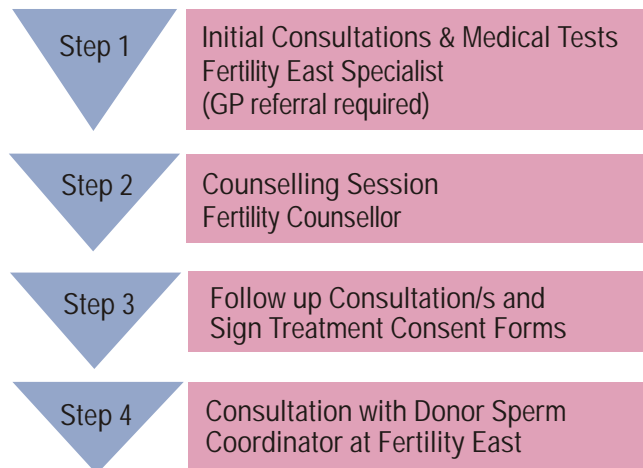 Step 1
Initial Consultations & Medical Tests
Fertility East Specialist
(GP referral required)
Step 2
Counselling Session
Fertility Counsellor
Step 3
Follow up Consultation/s and
Sign Treatment Consent Forms
Step 4
Consultation with Donor Sperm
Coordinator at Fertility East